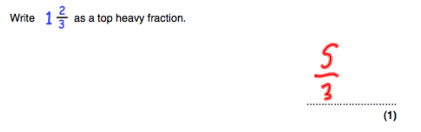 Write 1 2/3 as a top heavy fraction.
5/3
(1)